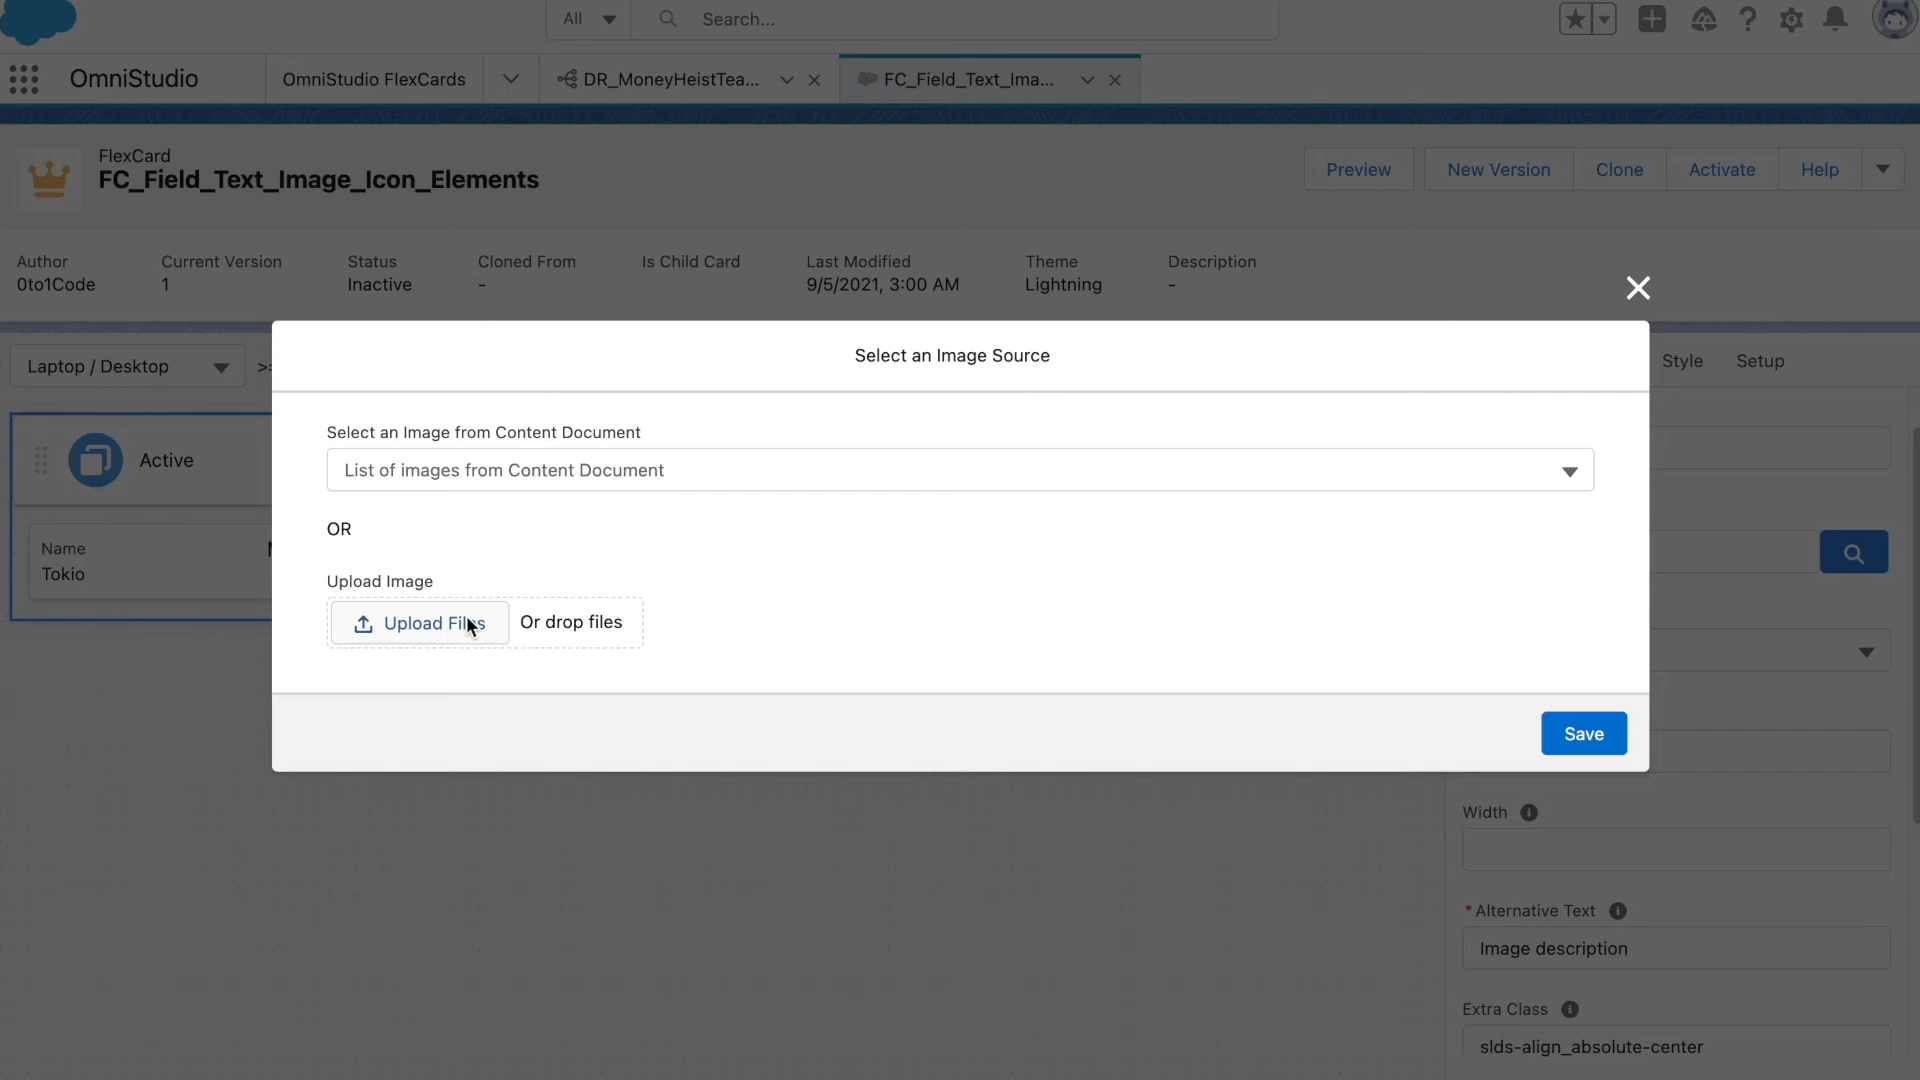 All
Search...
OmniStudio
OmniStudio FlexCards
DR_MoneyHeistTea...
FC_Field_Text_Ima...
FlexCard
FC_Field_Text_Image_Icon_Elements
Preview
New Version
Clone
Activate
Help
Author
Current Version
Status
Cloned From
Is Child Card
Last Modified
Theme
Description
0to1Code
1
Inactive
-
9/5/2021, 3:00 AM
Lightning
-
Laptop / Desktop
>>
Style
Setup
Select an Image Source
Select an Image from Content Document
List of images from Content Document
OR
Upload Image
Upload Files
Or drop files
Save
Active
Name
Tokio
Width
* Alternative Text
Image description
Extra Class
slds-align_absolute-center